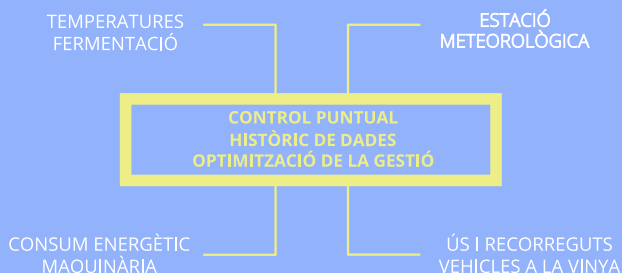 TEMPERATURES
FERMENTACIÓ
ESTACIÓ
METEOROLÒGICA
CONTROL PUNTUAL
HISTÒRIC DE DADES
OPTIMITZACIÓ DE LA GESTIÓ
CONSUM ENERGÈTIC
MAQUINÀRIA
ÚS I RECORREGUTS
VEHICLES A LA VINYA